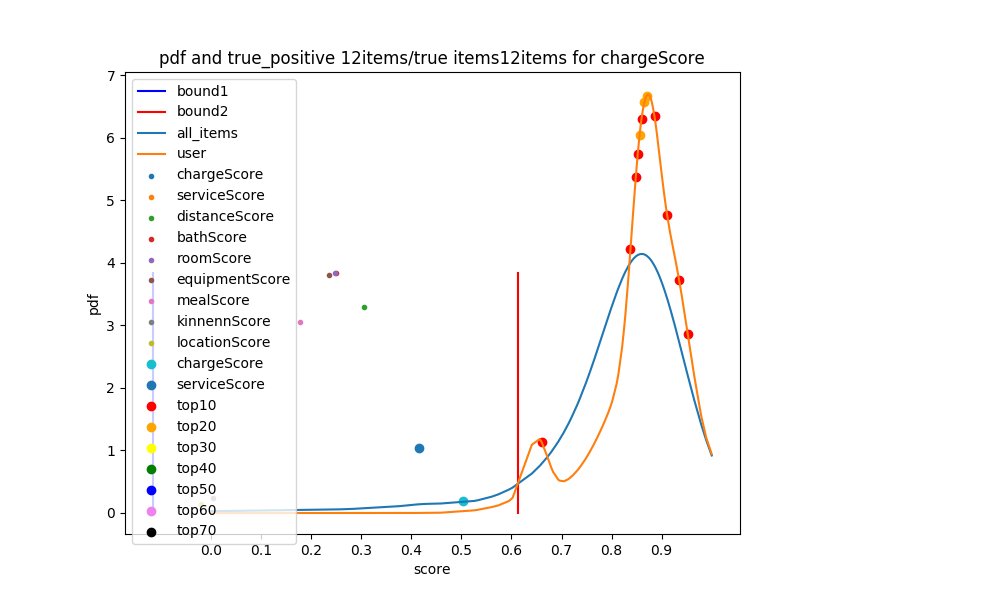 pdf and true_positive 12items/true items12items for chargeScore
7
6
5
4
3
2
1
0
pdf
bound1
bound2
all_items
user
chargeScore
serviceScore
distanceScore
bathScore
roomScore
equipmentScore
mealScore
kinnennScore
locationScore
chargeScore
serviceScore
top10
top20
top30
top40
top50
top60
top70
0.0 0.1 0.2 0.3 0.4 0.5 0.6 0.7 0.8 0.9
score